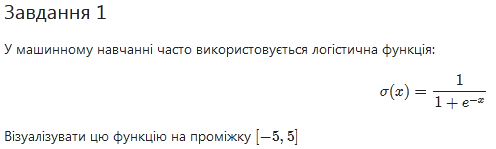 Завдання 1
У машинному навчанні часто використовується логістична функція:
σ(x) = 1 / (1 + e^{−x})
Візуалізувати цю функцію на проміжку [−5, 5]